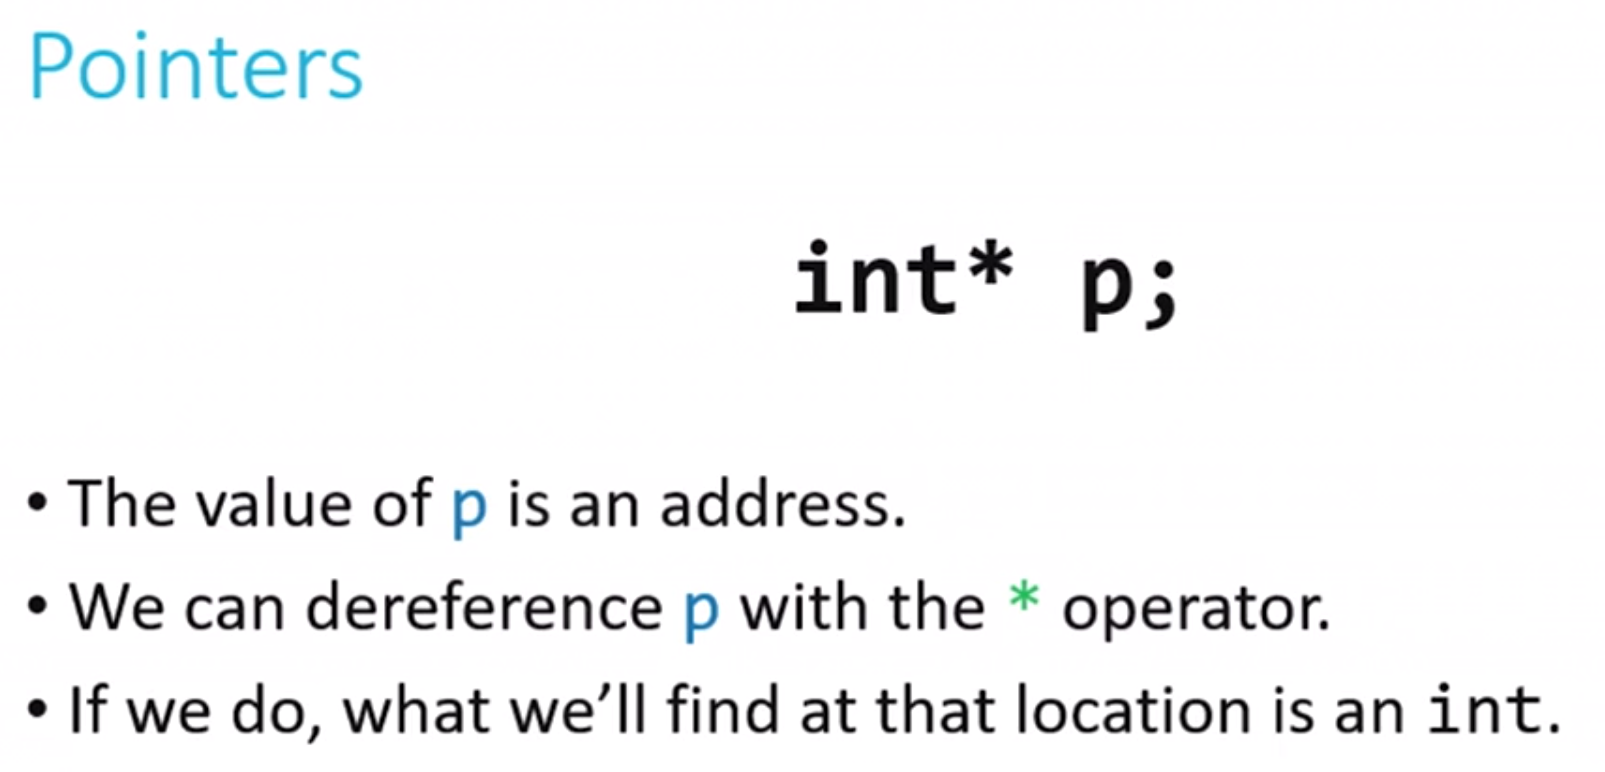 Pointers
int* p;
• The value of p is an address.
• We can dereference p with the * operator.
• If we do, what we’ll find at that location is an int.